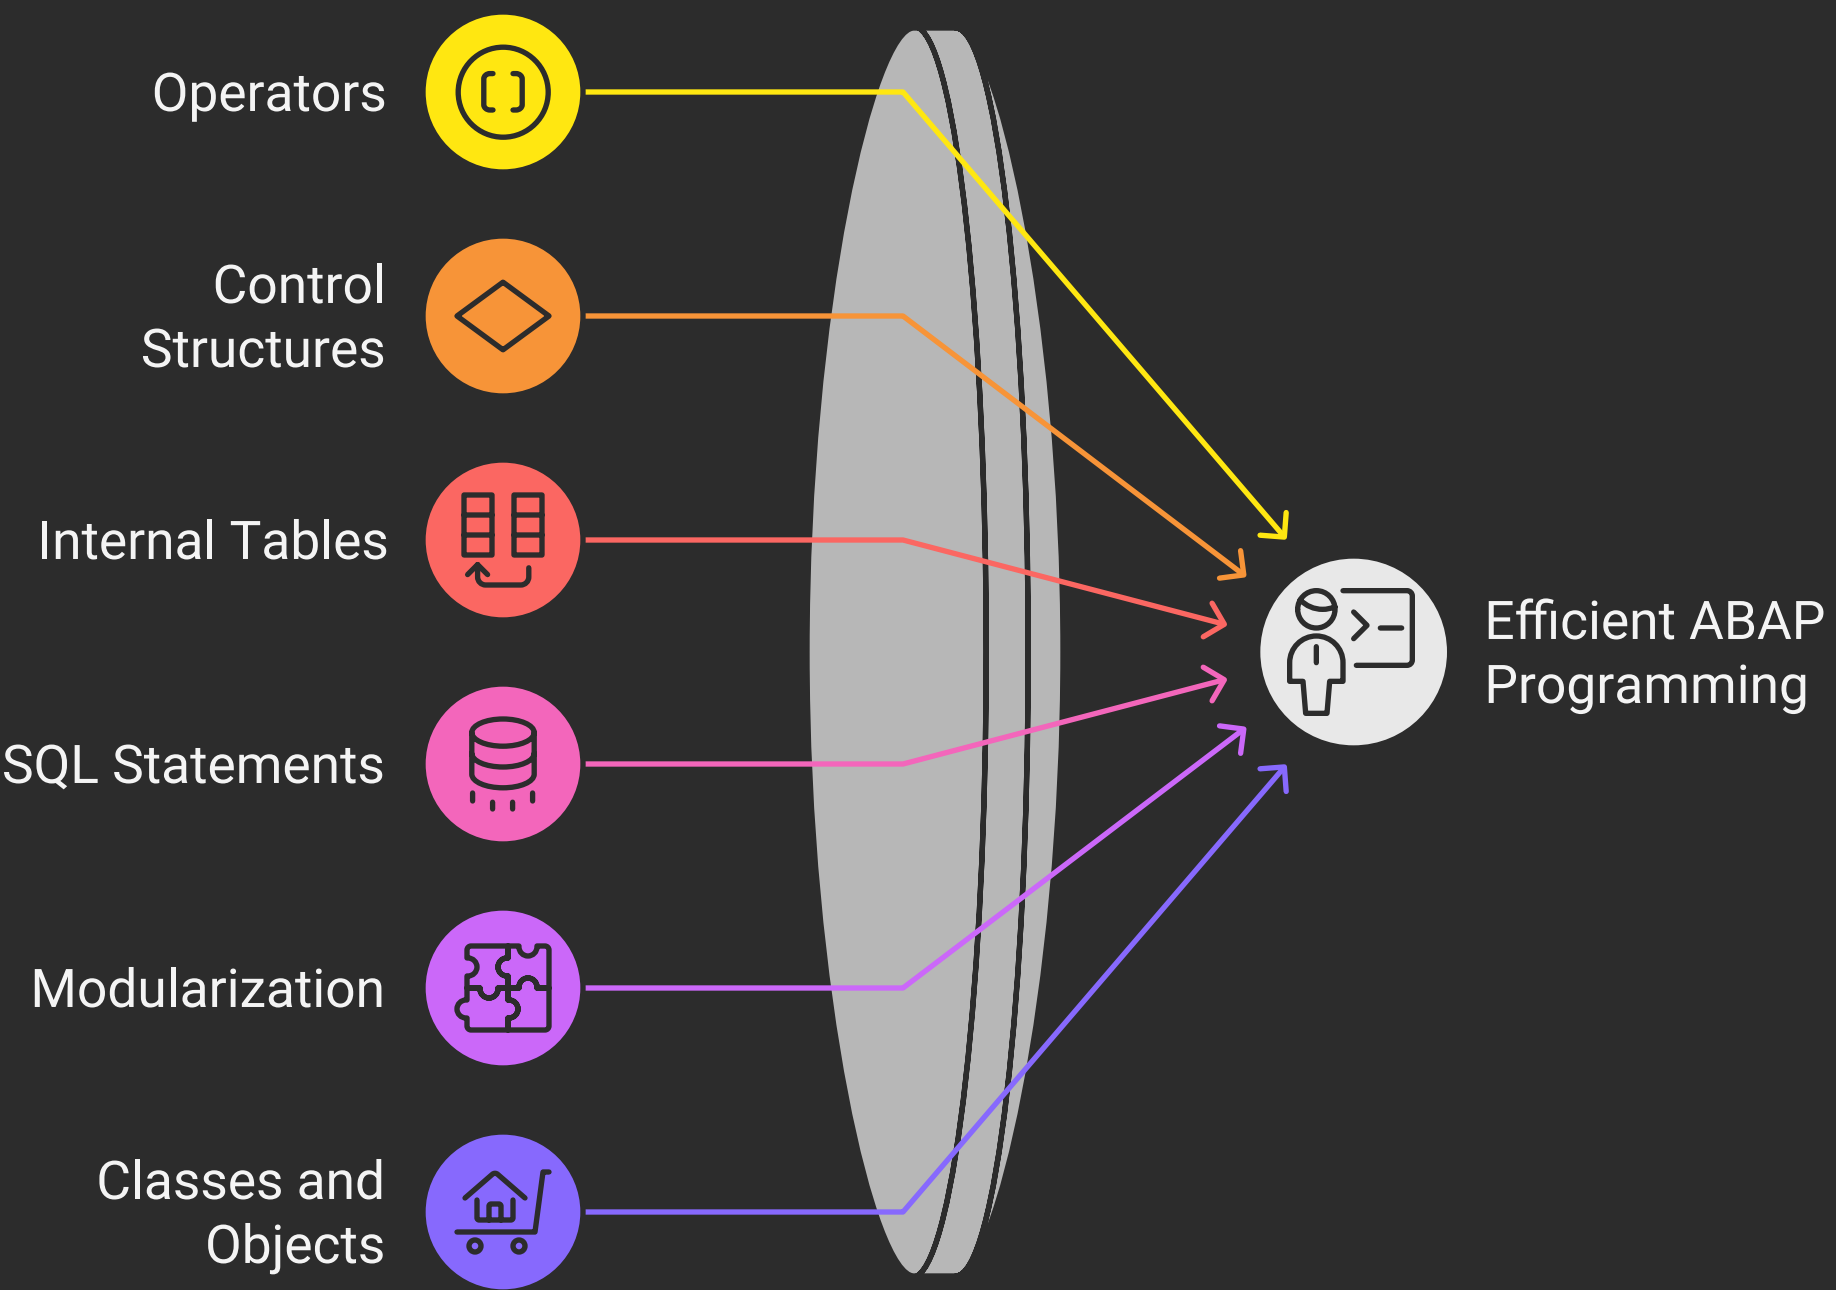 Operators
Control
Structures
Internal Tables
SQL Statements
Modularization
Classes and
Objects
Efficient ABAP
Programming